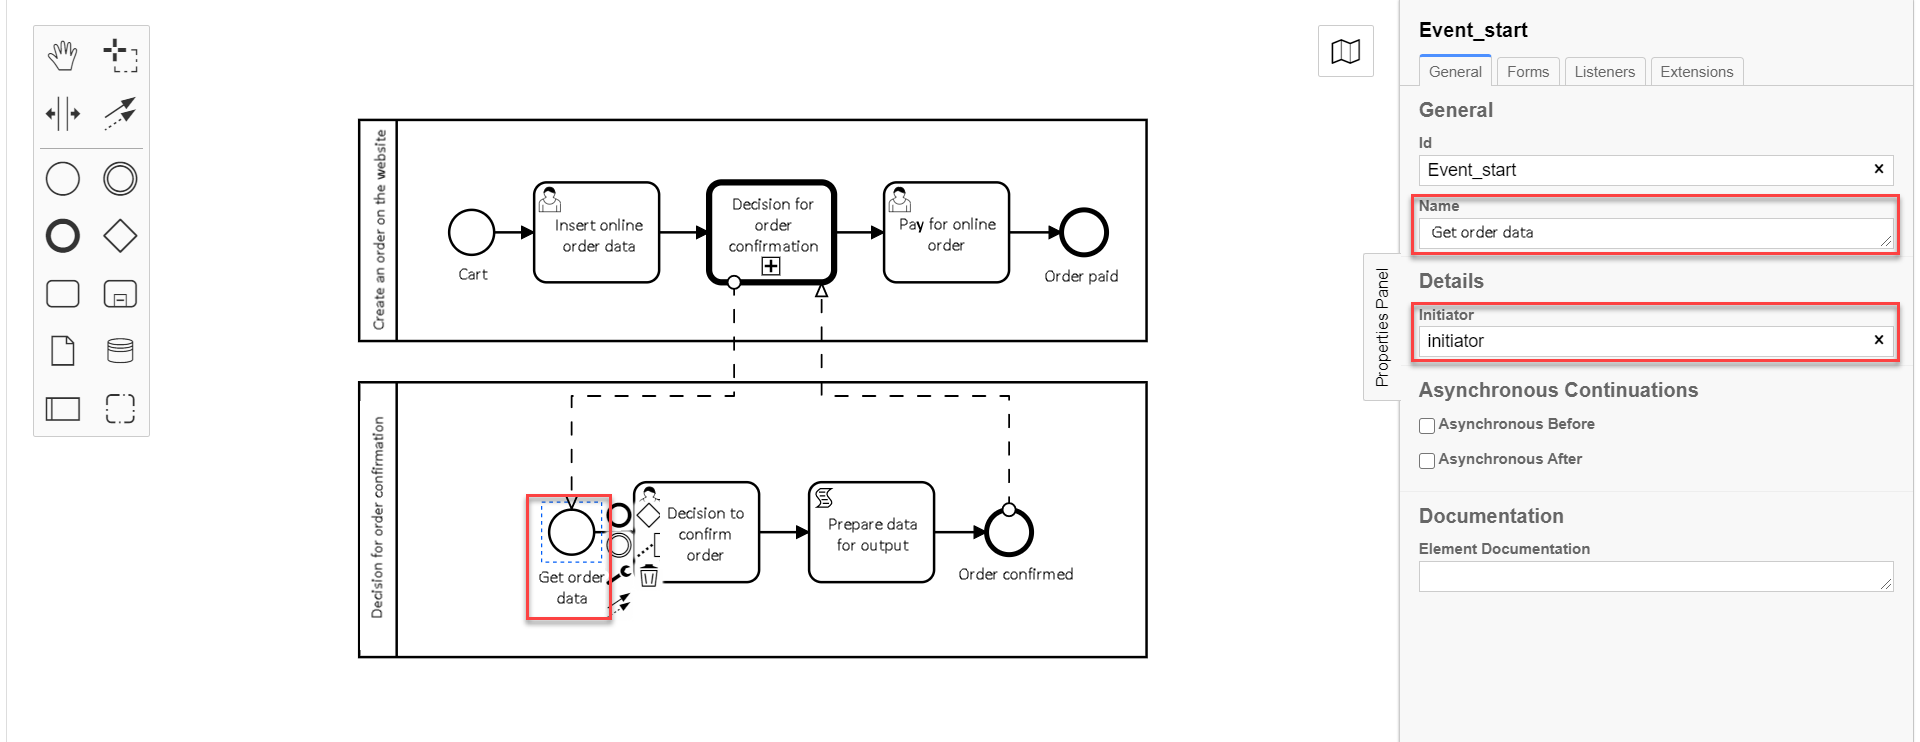 Create an order on the website
Cart
Insert online
order data
Decision for
order
confirmation
Pay for online
order
Order paid
Decision for order confirmation
Get order
data
Decision to
confirm
order
Prepare data
for output
Order confirmed
Properties Panel
Event_start
General
Forms
Listeners
Extensions
General
Id
Event_start
Name
Get order data
Details
Initiator
initiator
Asynchronous Continuations
Asynchronous Before
Asynchronous After
Documentation
Element Documentation